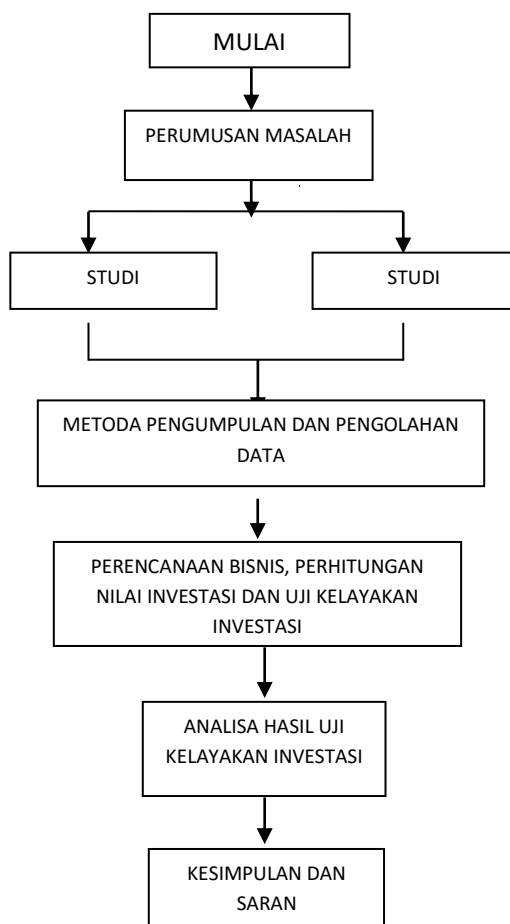 MULAI
PERUMUSAN MASALAH
STUDI
STUDI
METODA PENGUMPULAN DAN PENGOLAHAN
DATA
PERENCANAAN BISNIS, PERHITUNGAN
NILAI INVESTASI DAN UJI KELAYAKAN
INVESTASI
ANALISA HASIL UJI
KELAYAKAN INVESTASI
KESIMPULAN DAN
SARAN